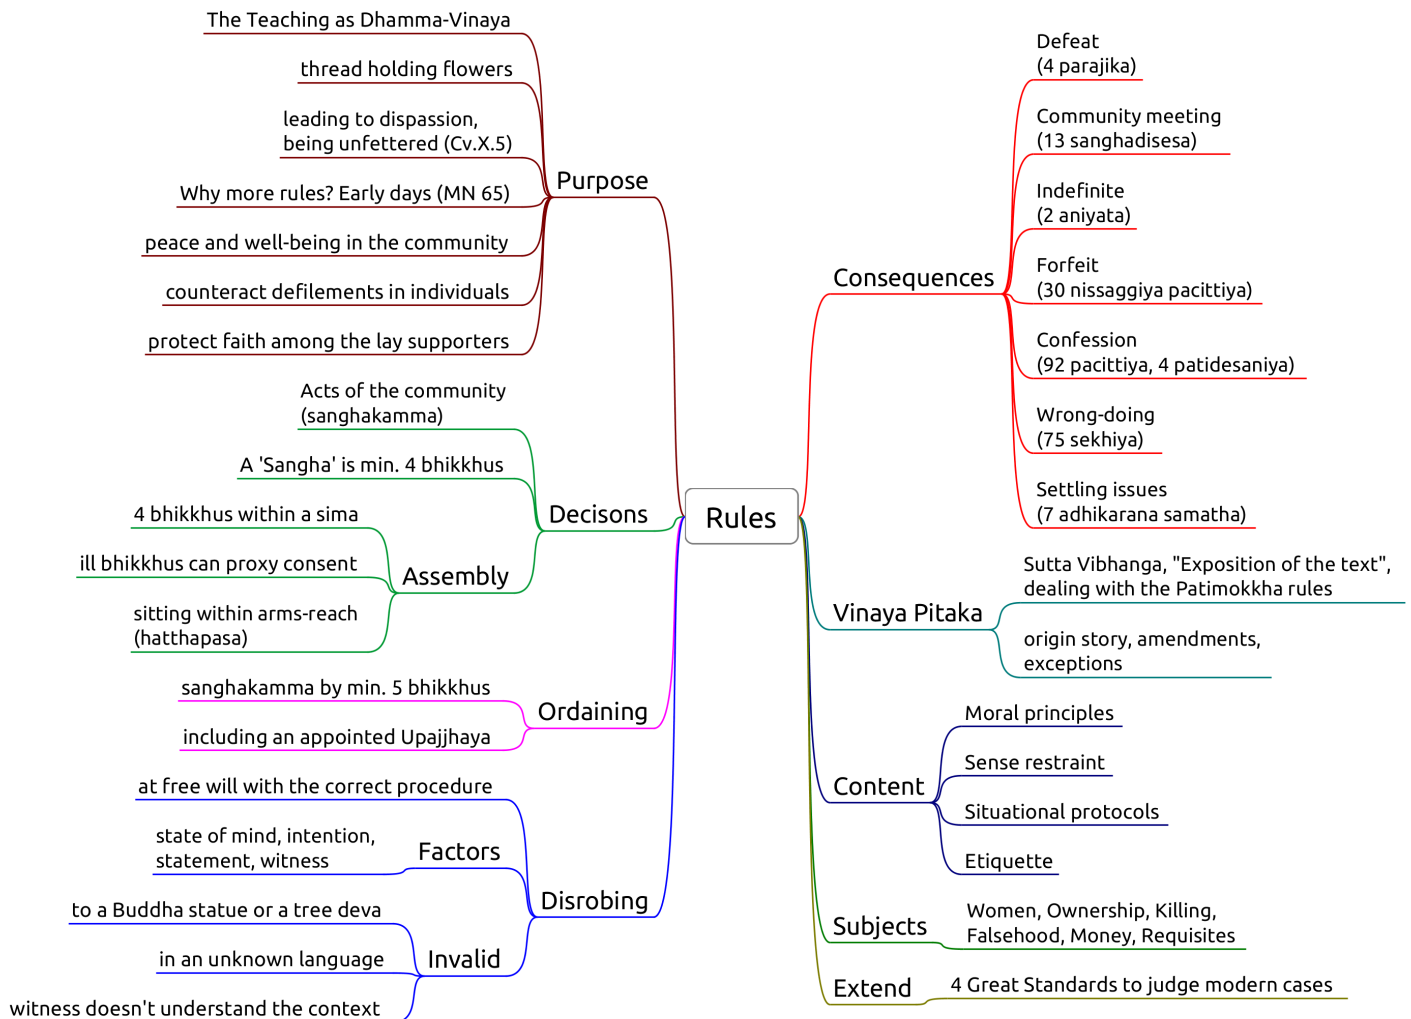 The Teaching as Dhamma-Vinaya
thread holding flowers
leading to dispassion,
being unfettered (Cv.X.5)
Why more rules? Early days (MN 65)
peace and well-being in the community
counteract defilements in individuals
protect faith among the lay supporters
Purpose
Acts of the community
(sanghakamma)
A 'Sangha' is min. 4 bhikkhus
4 bhikkhus within a sima
ill bhikkhus can proxy consent
sitting within arms-reach
(hatthapasa)
Assembly
Decisons
sanghakamma by min. 5 bhikkhus
including an appointed Upajjhaya
Ordaining
at free will with the correct procedure
state of mind, intention,
statement, witness
Factors
to a Buddha statue or a tree deva
in an unknown language
witness doesn't understand the context
Invalid
Disrobing
Rules
Consequences
Defeat
(4 parajika)
Community meeting
(13 sanghadisesa)
Indefinite
(2 aniyata)
Forfeit
(30 nissaggiya pacittiya)
Confession
(92 pacittiya, 4 patidesaniya)
Wrong-doing
(75 sekhiya)
Settling issues
(7 adhikarana samatha)
Vinaya Pitaka
Sutta Vibhanga, "Exposition of the text",
dealing with the Patimokkha rules
origin story, amendments,
exceptions
Content
Moral principles
Sense restraint
Situational protocols
Etiquette
Subjects
Women, Ownership, Killing,
Falsehood, Money, Requisites
Extend
4 Great Standards to judge modern cases